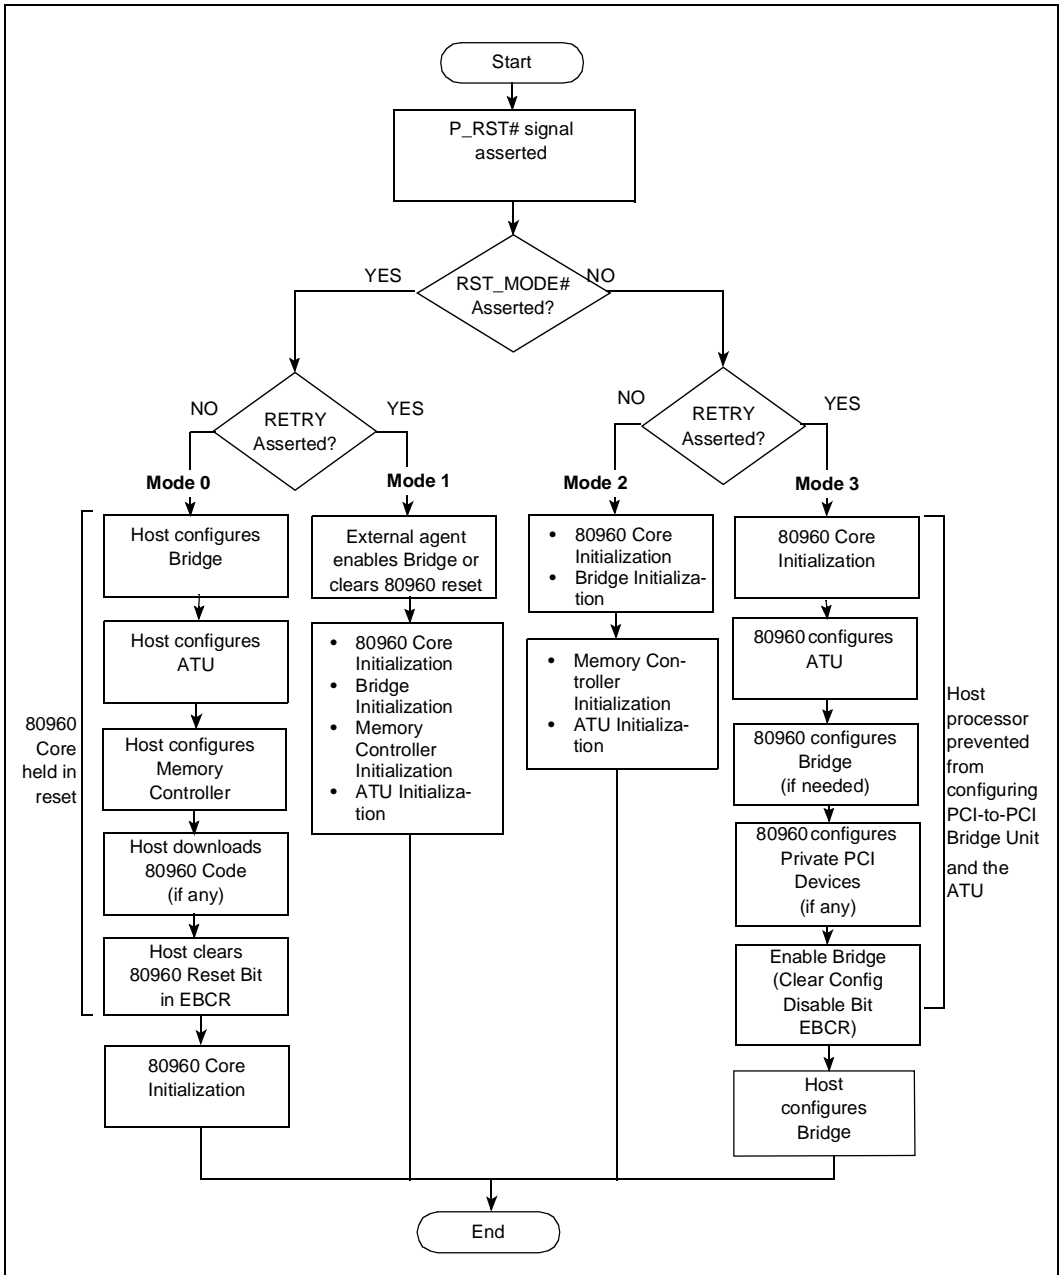 Start
P_RST# signal
asserted
YES
RST_MODE#
Asserted?
NO
NO
RETRY
Asserted?
YES
NO
RETRY
Asserted?
YES
Mode 0
Mode 1
Mode 2
Mode 3
80960
Core
held in
reset
Host configures
Bridge
Host configures
ATU
Host configures
Memory
Controller
Host downloads
80960 Code
(if any)
Host clears
80960 Reset Bit
in EBCR
80960 Core
Initialization
External agent
enables Bridge or
clears 80960 reset
• 80960 Core
Initialization
• Bridge
Initialization
• Memory
Controller
Initialization
• ATU Initializa-
tion
• 80960 Core
Initialization
• Bridge Initializa-
tion
• Memory Con-
troller
Initialization
• ATU Initializa-
tion
80960 Core
Initialization
80960 configures
ATU
80960 configures
Bridge
(if needed)
80960 configures
Private PCI
Devices
(if any)
Enable Bridge
(Clear Config
Disable Bit
EBCR)
Host
configures
Bridge
Host
processor
prevented
from
configuring
PCI-to-PCI
Bridge Unit
and the
ATU
End